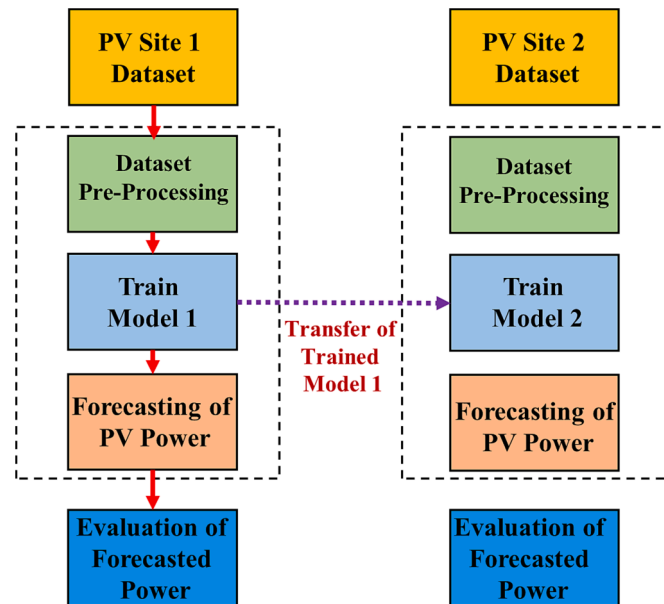 PV Site 1
Dataset
Dataset
Pre-Processing
Train
Model 1
Forecasting of
PV Power
Evaluation of
Forecasted
Power
Transfer of
Trained
Model 1
PV Site 2
Dataset
Dataset
Pre-Processing
Train
Model 2
Forecasting of
PV Power
Evaluation of
Forecasted
Power